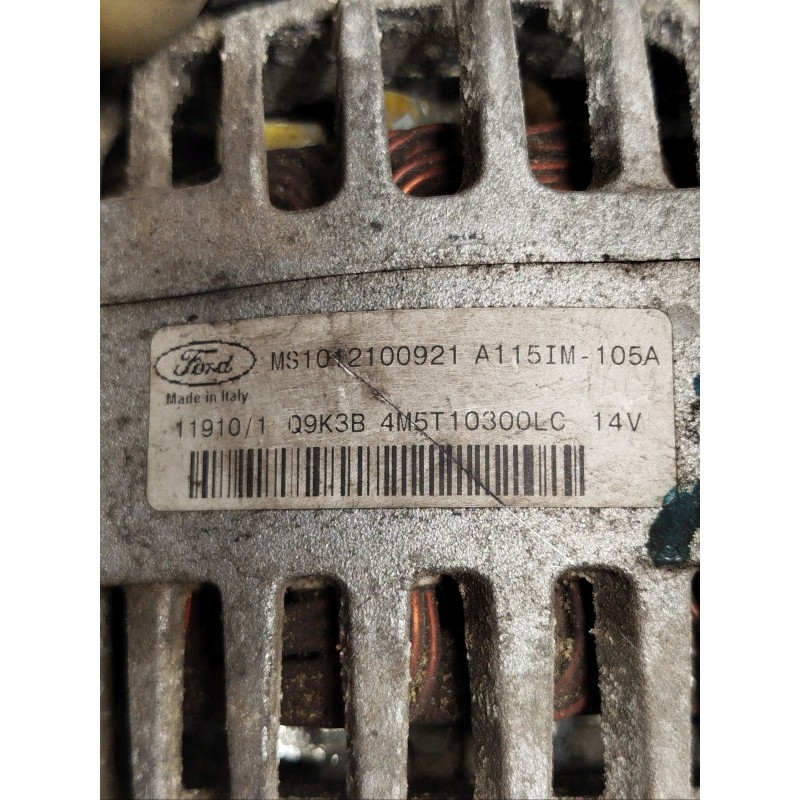 Ford MS1012100921 A115IM-105A
Made in Italy
11910/1 Q9K3B 4M5T10300LC 14V